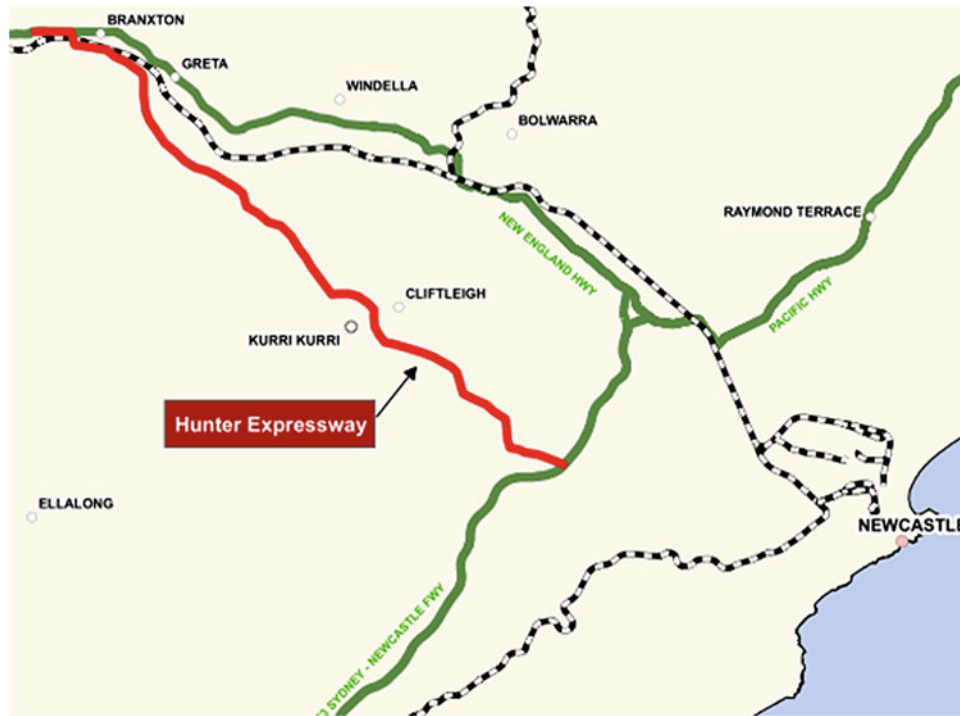 BRANXTON
GRETA
WINDELLA
BOLWARRA
RAYMOND TERRACE
NEW ENGLAND HWY
PACIFIC HWY
CLIFTLEIGH
KURRI KURRI
Hunter Expressway
ELLALONG
NEWCASTLE
SYDNEY - NEWCASTLE FWY